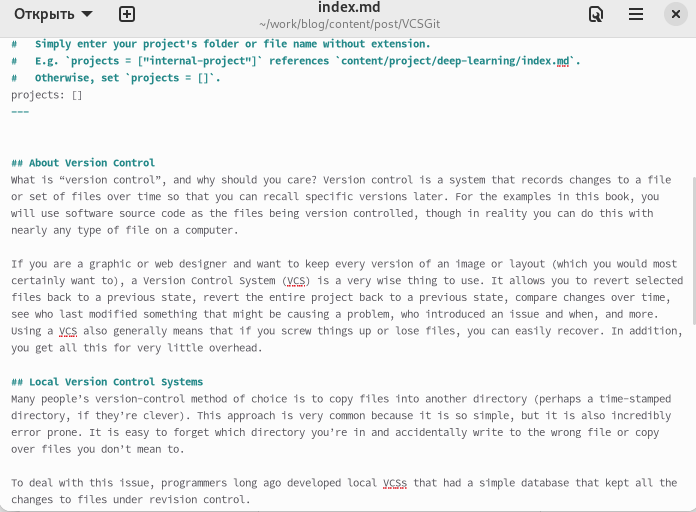 Открыть
index.md
~/work/blog/content/post/VCSGit
#   Simply enter your project's folder or file name without extension.
#   E.g. `projects = ["internal-project"]` references `content/project/deep-learning/index.md`.
#   Otherwise, set `projects = []`.
projects: []
---
## About Version Control
What is “version control”, and why should you care? Version control is a system that records changes to a file
or set of files over time so that you can recall specific versions later. For the examples in this book, you
will use software source code as the files being version controlled, though in reality you can do this with
nearly any type of file on a computer.
If you are a graphic or web designer and want to keep every version of an image or layout (which you would most
certainly want to), a Version Control System (VCS) is a very wise thing to use. It allows you to revert selected
files back to a previous state, revert the entire project back to a previous state, compare changes over time,
see who last modified something that might be causing a problem, who introduced an issue and when, and more.
Using a VCS also generally means that if you screw things up or lose files, you can easily recover. In addition,
you get all this for very little overhead.
## Local Version Control Systems
Many people’s version-control method of choice is to copy files into another directory (perhaps a time-stamped
directory, if they’re clever). This approach is very common because it is so simple, but it is also incredibly
error prone. It is easy to forget which directory you’re in and accidentally write to the wrong file or copy
over files you don’t mean to.
To deal with this issue, programmers long ago developed local VCSs that had a simple database that kept all the
changes to files under revision control.